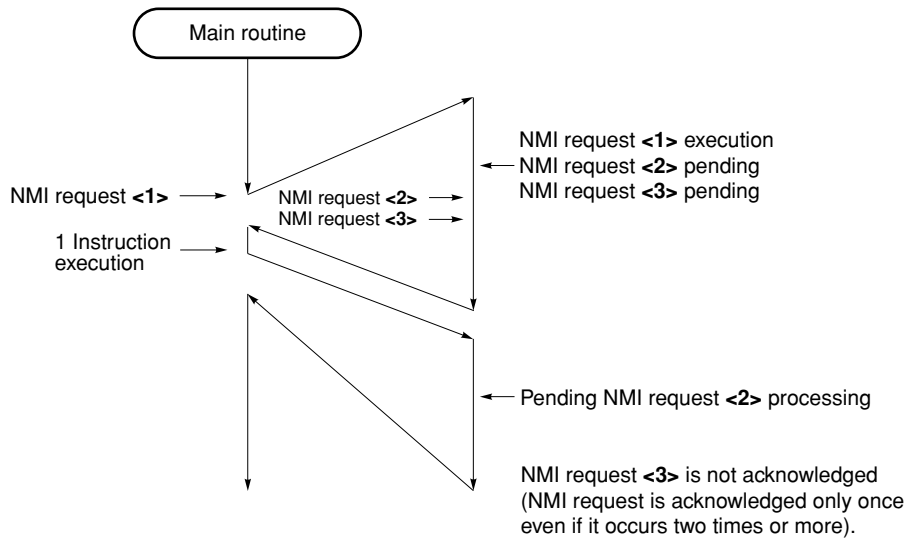 Main routine
NMI request <1> execution
NMI request <2> pending
NMI request <3> pending
NMI request <1>
NMI request <2>
NMI request <3>
1 Instruction
execution
Pending NMI request <2> processing
NMI request <3> is not acknowledged
(NMI request is acknowledged only once
even if it occurs two times or more).